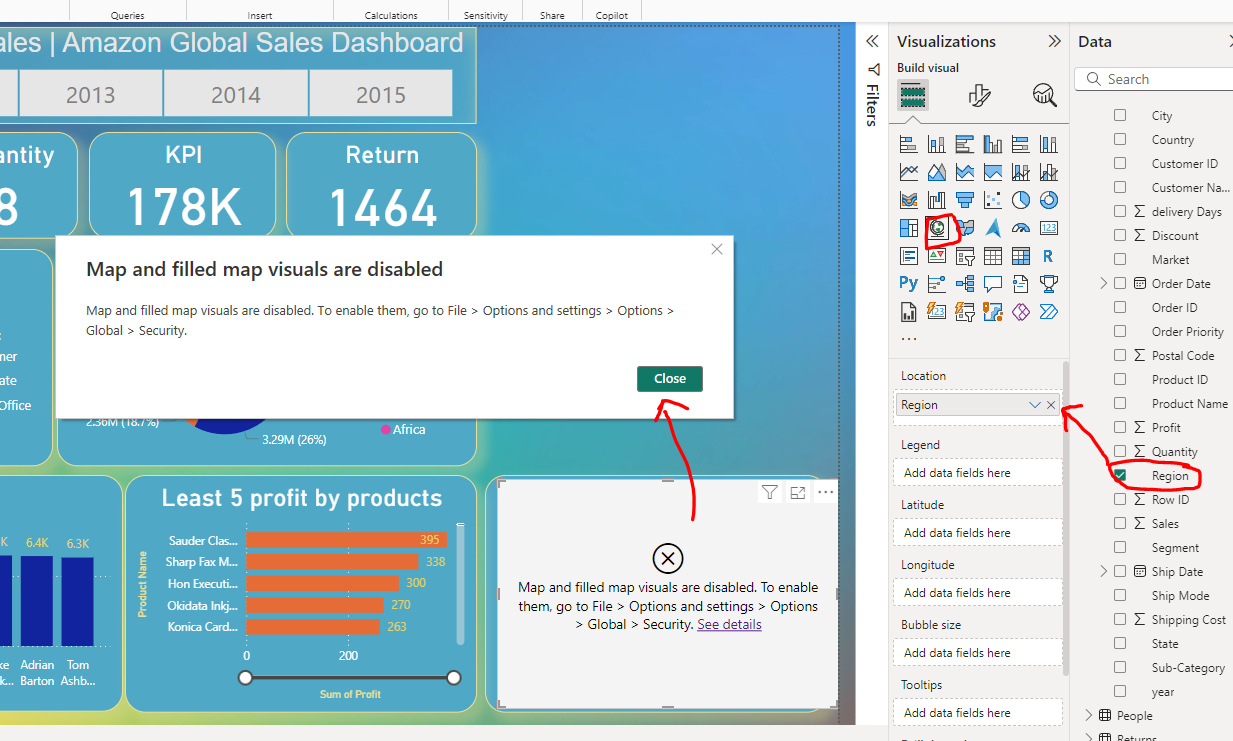 Queries
Insert
Calculations
Sensitivity
Share
Copilot
ales | Amazon Global Sales Dashboard
2013
2014
2015
antity
8
KPI
178K
Return
1464
Map and filled map visuals are disabled
Map and filled map visuals are disabled. To enable them, go to File > Options and settings > Options >
Global > Security.
Close
mer
ate
Office
2.36M (18.7%)
3.29M (26%)
Africa
K
6.4K
6.3K
ke
k...
Adrian
Barton
Tom
Ashb...
Least 5 profit by products
Product Name
Sauder Clas...
395
Sharp Fax M...
338
Hon Executi...
300
Okidata Inkj...
270
Konica Card...
263
0
200
Sum of Profit
Map and filled map visuals are disabled. To enable
them, go to File > Options and settings > Options
> Global > Security. See details
Filters
Visualizations
Build visual
123
R
Py
123
...
Location
Region
Legend
Add data fields here
Latitude
Add data fields here
Longitude
Add data fields here
Bubble size
Add data fields here
Tooltips
Add data fields here
Data
Search
City
Country
Customer ID
Customer Na...
Σ delivery Days
Σ Discount
Market
Order Date
Order ID
Order Priority
Σ Postal Code
Product ID
Product Name
Σ Profit
Σ Quantity
Region
Σ Row ID
Σ Sales
Segment
Ship Date
Ship Mode
Σ Shipping Cost
State
Sub-Category
year
People
Returns